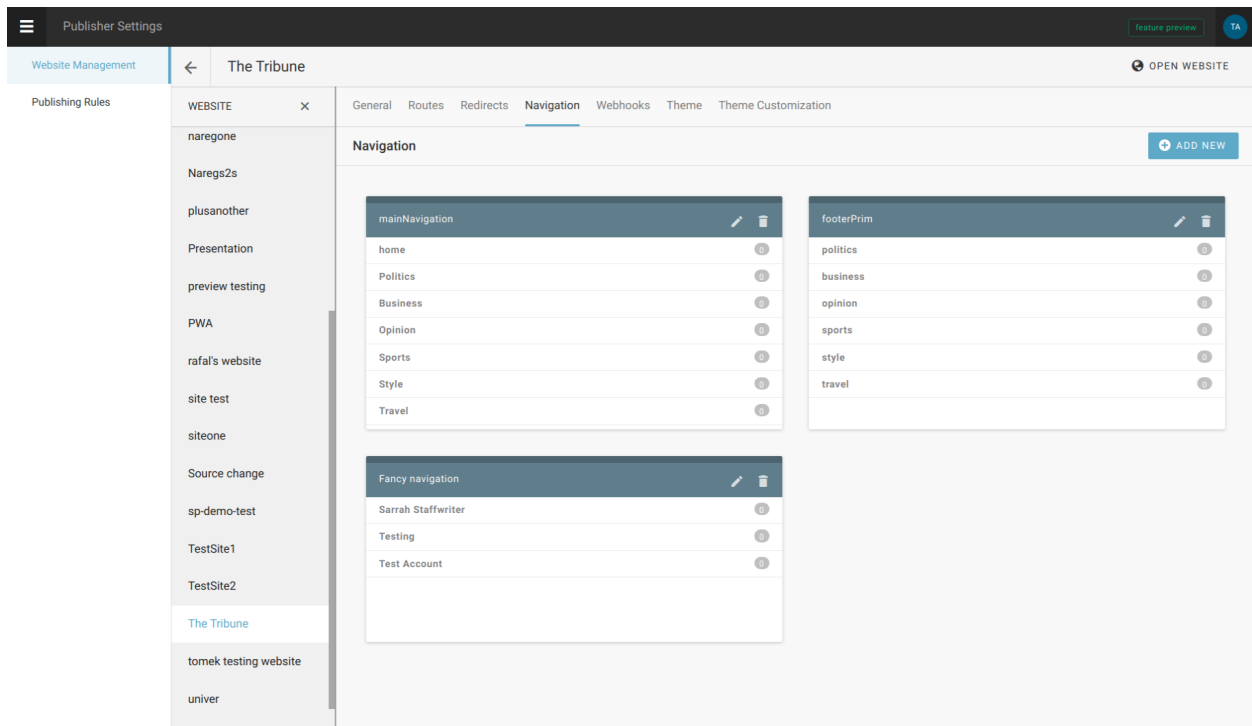 Publisher Settings
feature preview
TA
Website Management
Publishing Rules
The Tribune
OPEN WEBSITE
WEBSITE
naregone
Naregs2s
plusanother
Presentation
preview testing
PWA
rafal's website
site test
siteone
Source change
sp-demo-test
TestSite1
TestSite2
The Tribune
tomek testing website
univer
General Routes Redirects Navigation Webhooks Theme Theme Customization
Navigation
ADD NEW
mainNavigation
home 0
Politics 0
Business 0
Opinion 0
Sports 0
Style 0
Travel 0
footerPrim
politics 0
business 0
opinion 0
sports 0
style 0
travel 0
Fancy navigation
Sarrah Staffwriter 0
Testing 0
Test Account 0